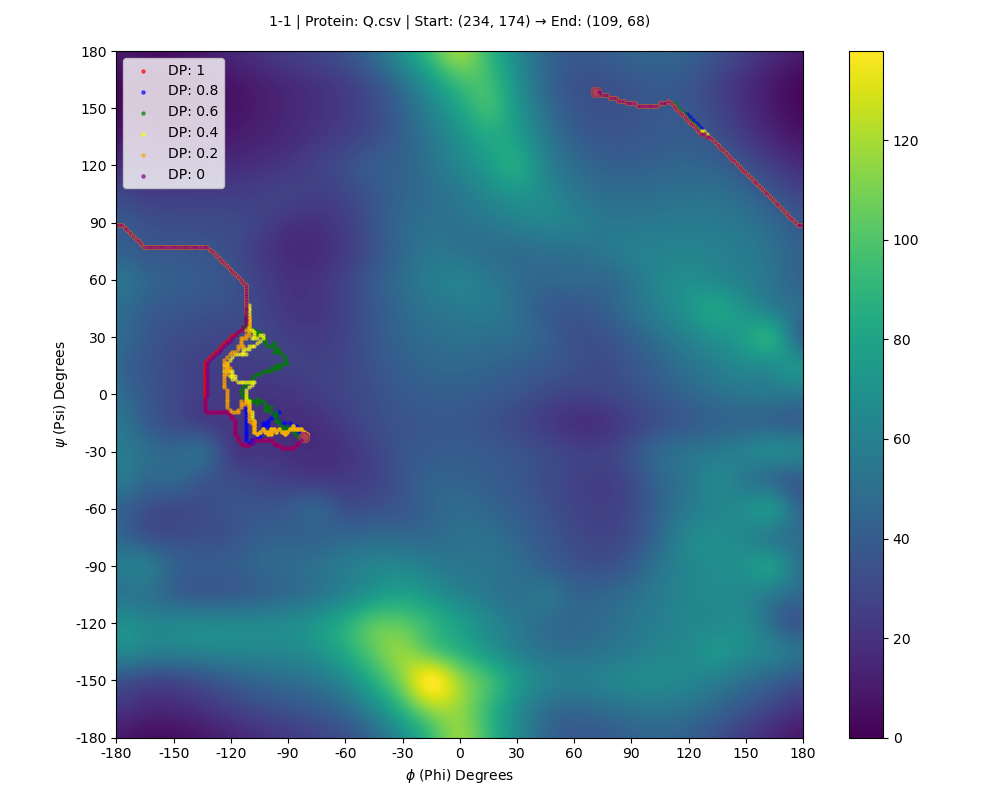 1-1 | Protein: Q.csv | Start: (234, 174) → End: (109, 68)
DP: 1
DP: 0.8
DP: 0.6
DP: 0.4
DP: 0.2
DP: 0
180
150
120
90
60
30
0
-30
-60
-90
-120
-150
-180
ψ (Psi) Degrees
-180 -150 -120 -90 -60 -30 0 30 60 90 120 150 180
ϕ (Phi) Degrees
120
100
80
60
40
20
0